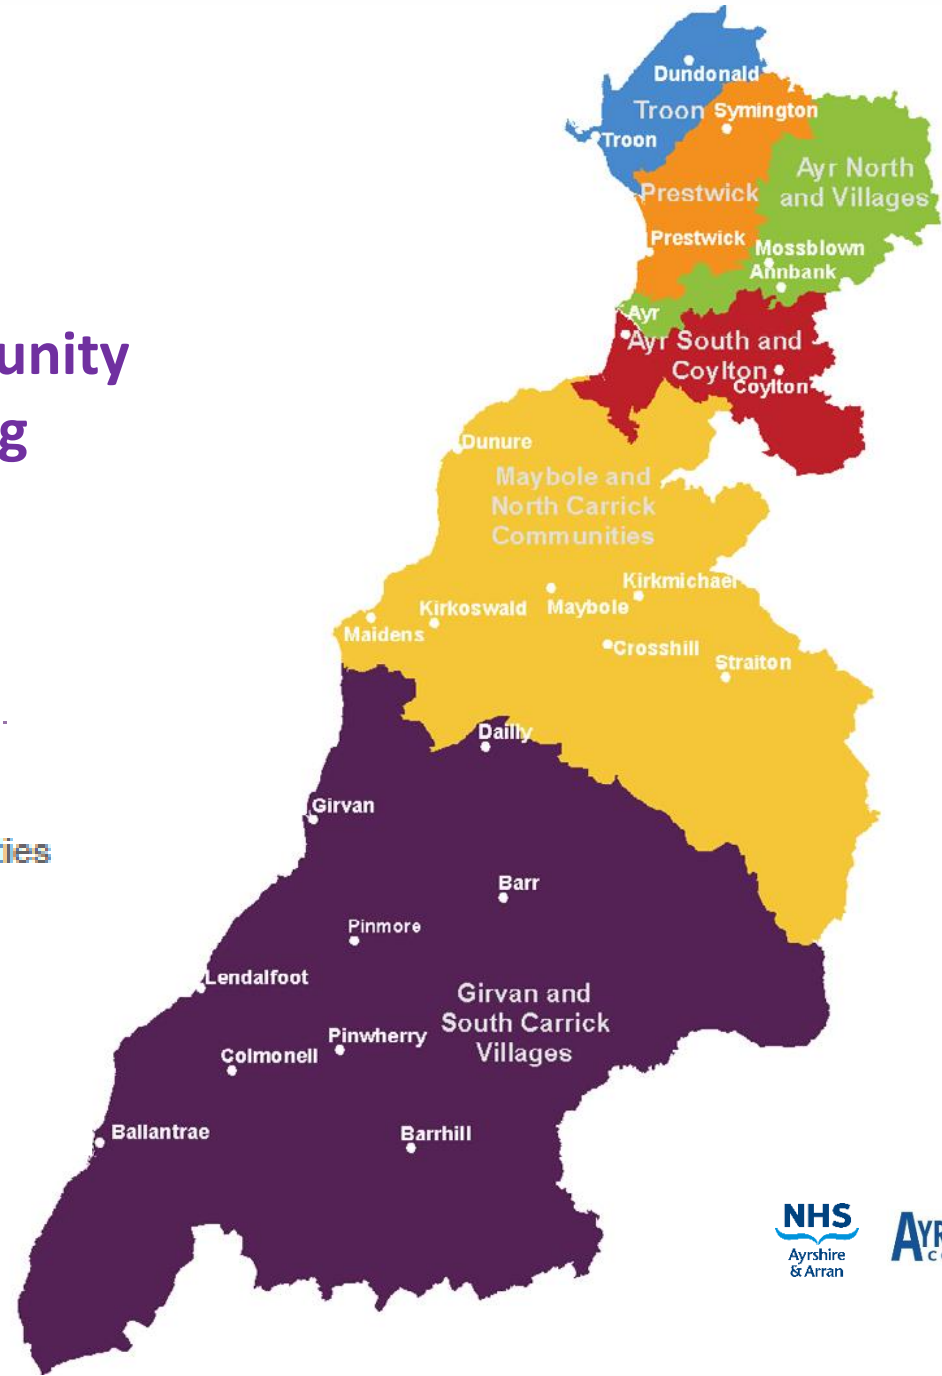 Dundonald
Troon
Symington
Troon
Ayr North
and Villages
Prestwick
Prestwick
Mossblown
Annbank
Ayr
Ayr South and
Coylton
Coylton
unity
g
Dunure
Maybole and
North Carrick
Communities
Kirkmichael
Kirkoswald
Maybole
Maidens
Crosshill
Straiton
Dailly
Girvan
ties
Barr
Pinmore
Lendalfoot
Girvan and
South Carrick
Villages
Pinwherry
Colmonell
Ballantrae
Barrhill
NHS
Ayrshire
& Arran
AYR